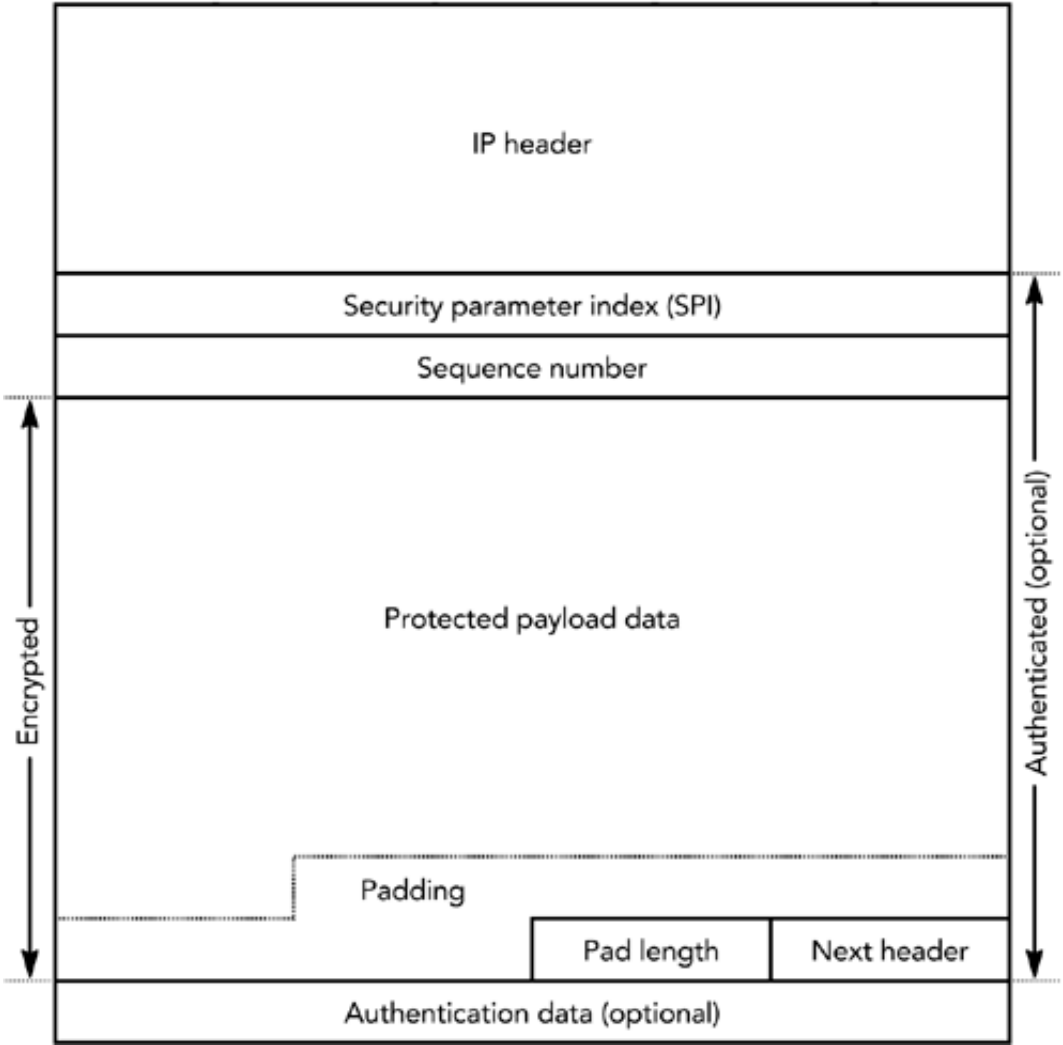 IP header
Security parameter index (SPI)
Sequence number
Encrypted
Protected payload data
Authenticated (optional)
Padding
Pad length
Next header
Authentication data (optional)